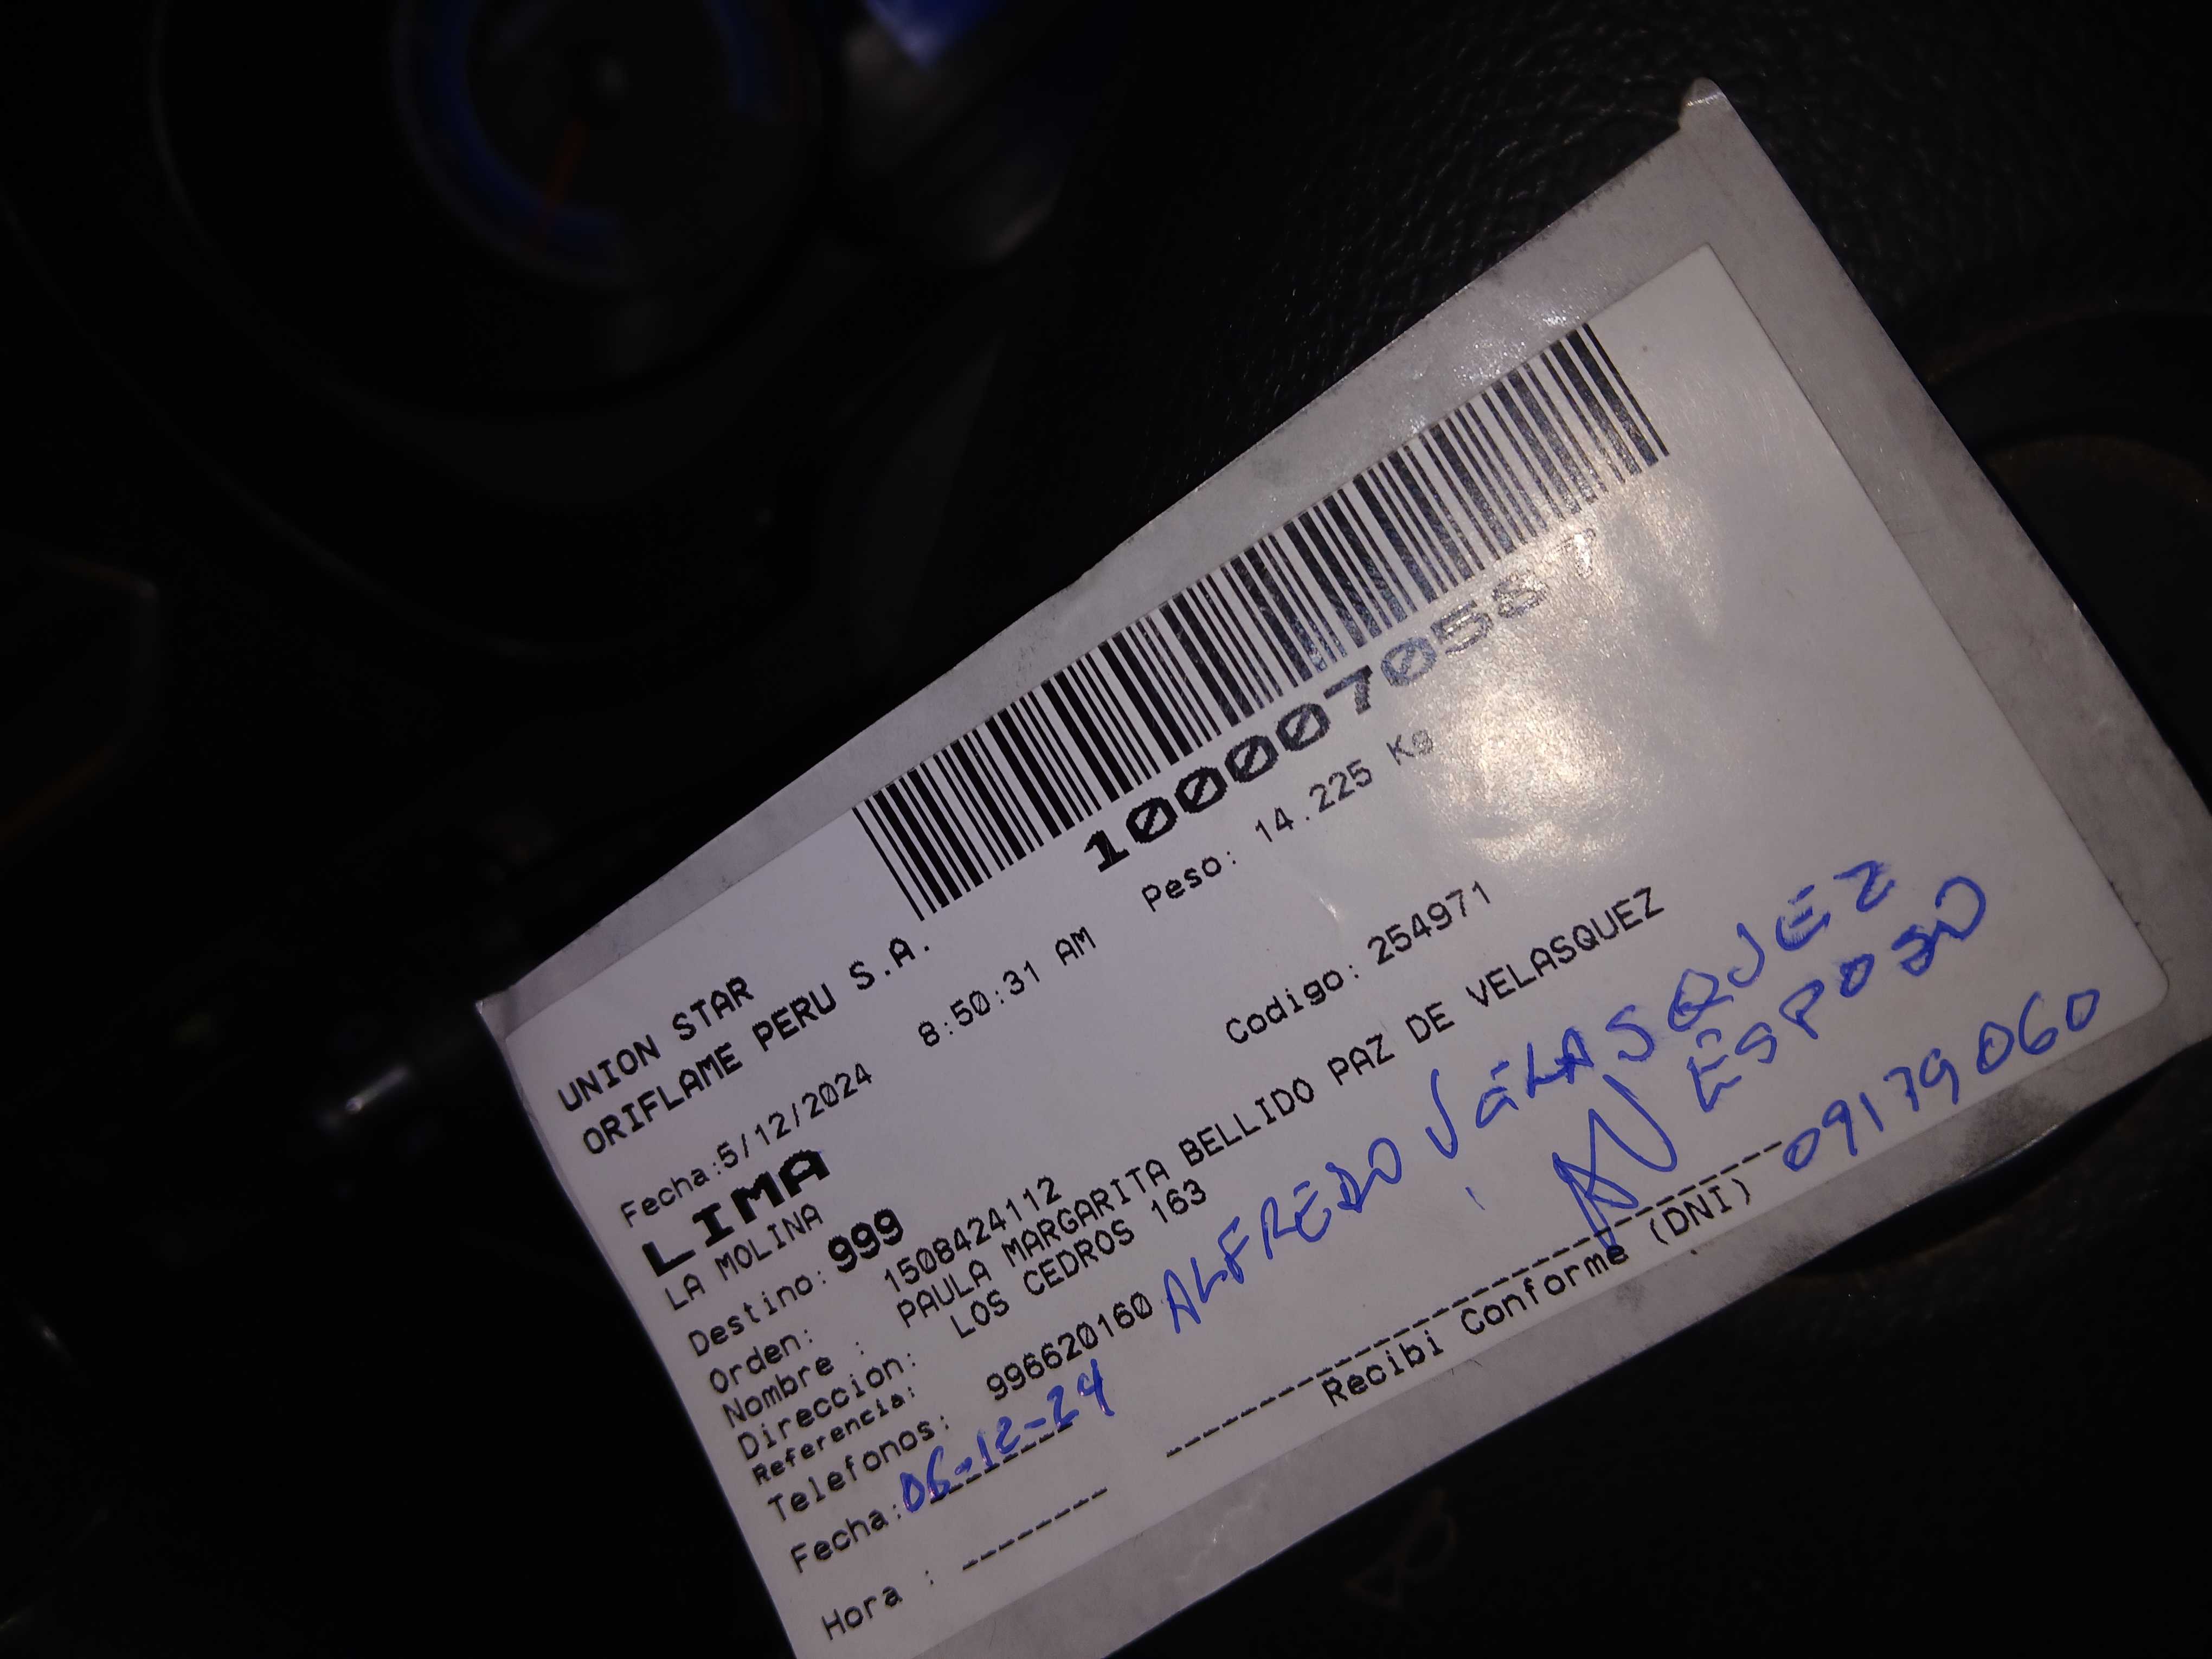 10000705587
UNION STAR
ORIFLAME PERU S.A.
Fecha:5/12/2024 8:50:31 AM Peso: 14.225 Kg
LIMA
LA MOLINA
Destino: 999 Codigo: 254971
Orden: 1508424112
Nombre : PAULA MARGARITA BELLIDO PAZ DE VELASQUEZ
Direccion: LOS CEDROS 163
Referencia:
Telefonos: 996620160 ALFREDO VELASQUEZ
ESPOSO
Fecha: 06-12-24 09179060
Recibi Conforme (DNI)
Hora :